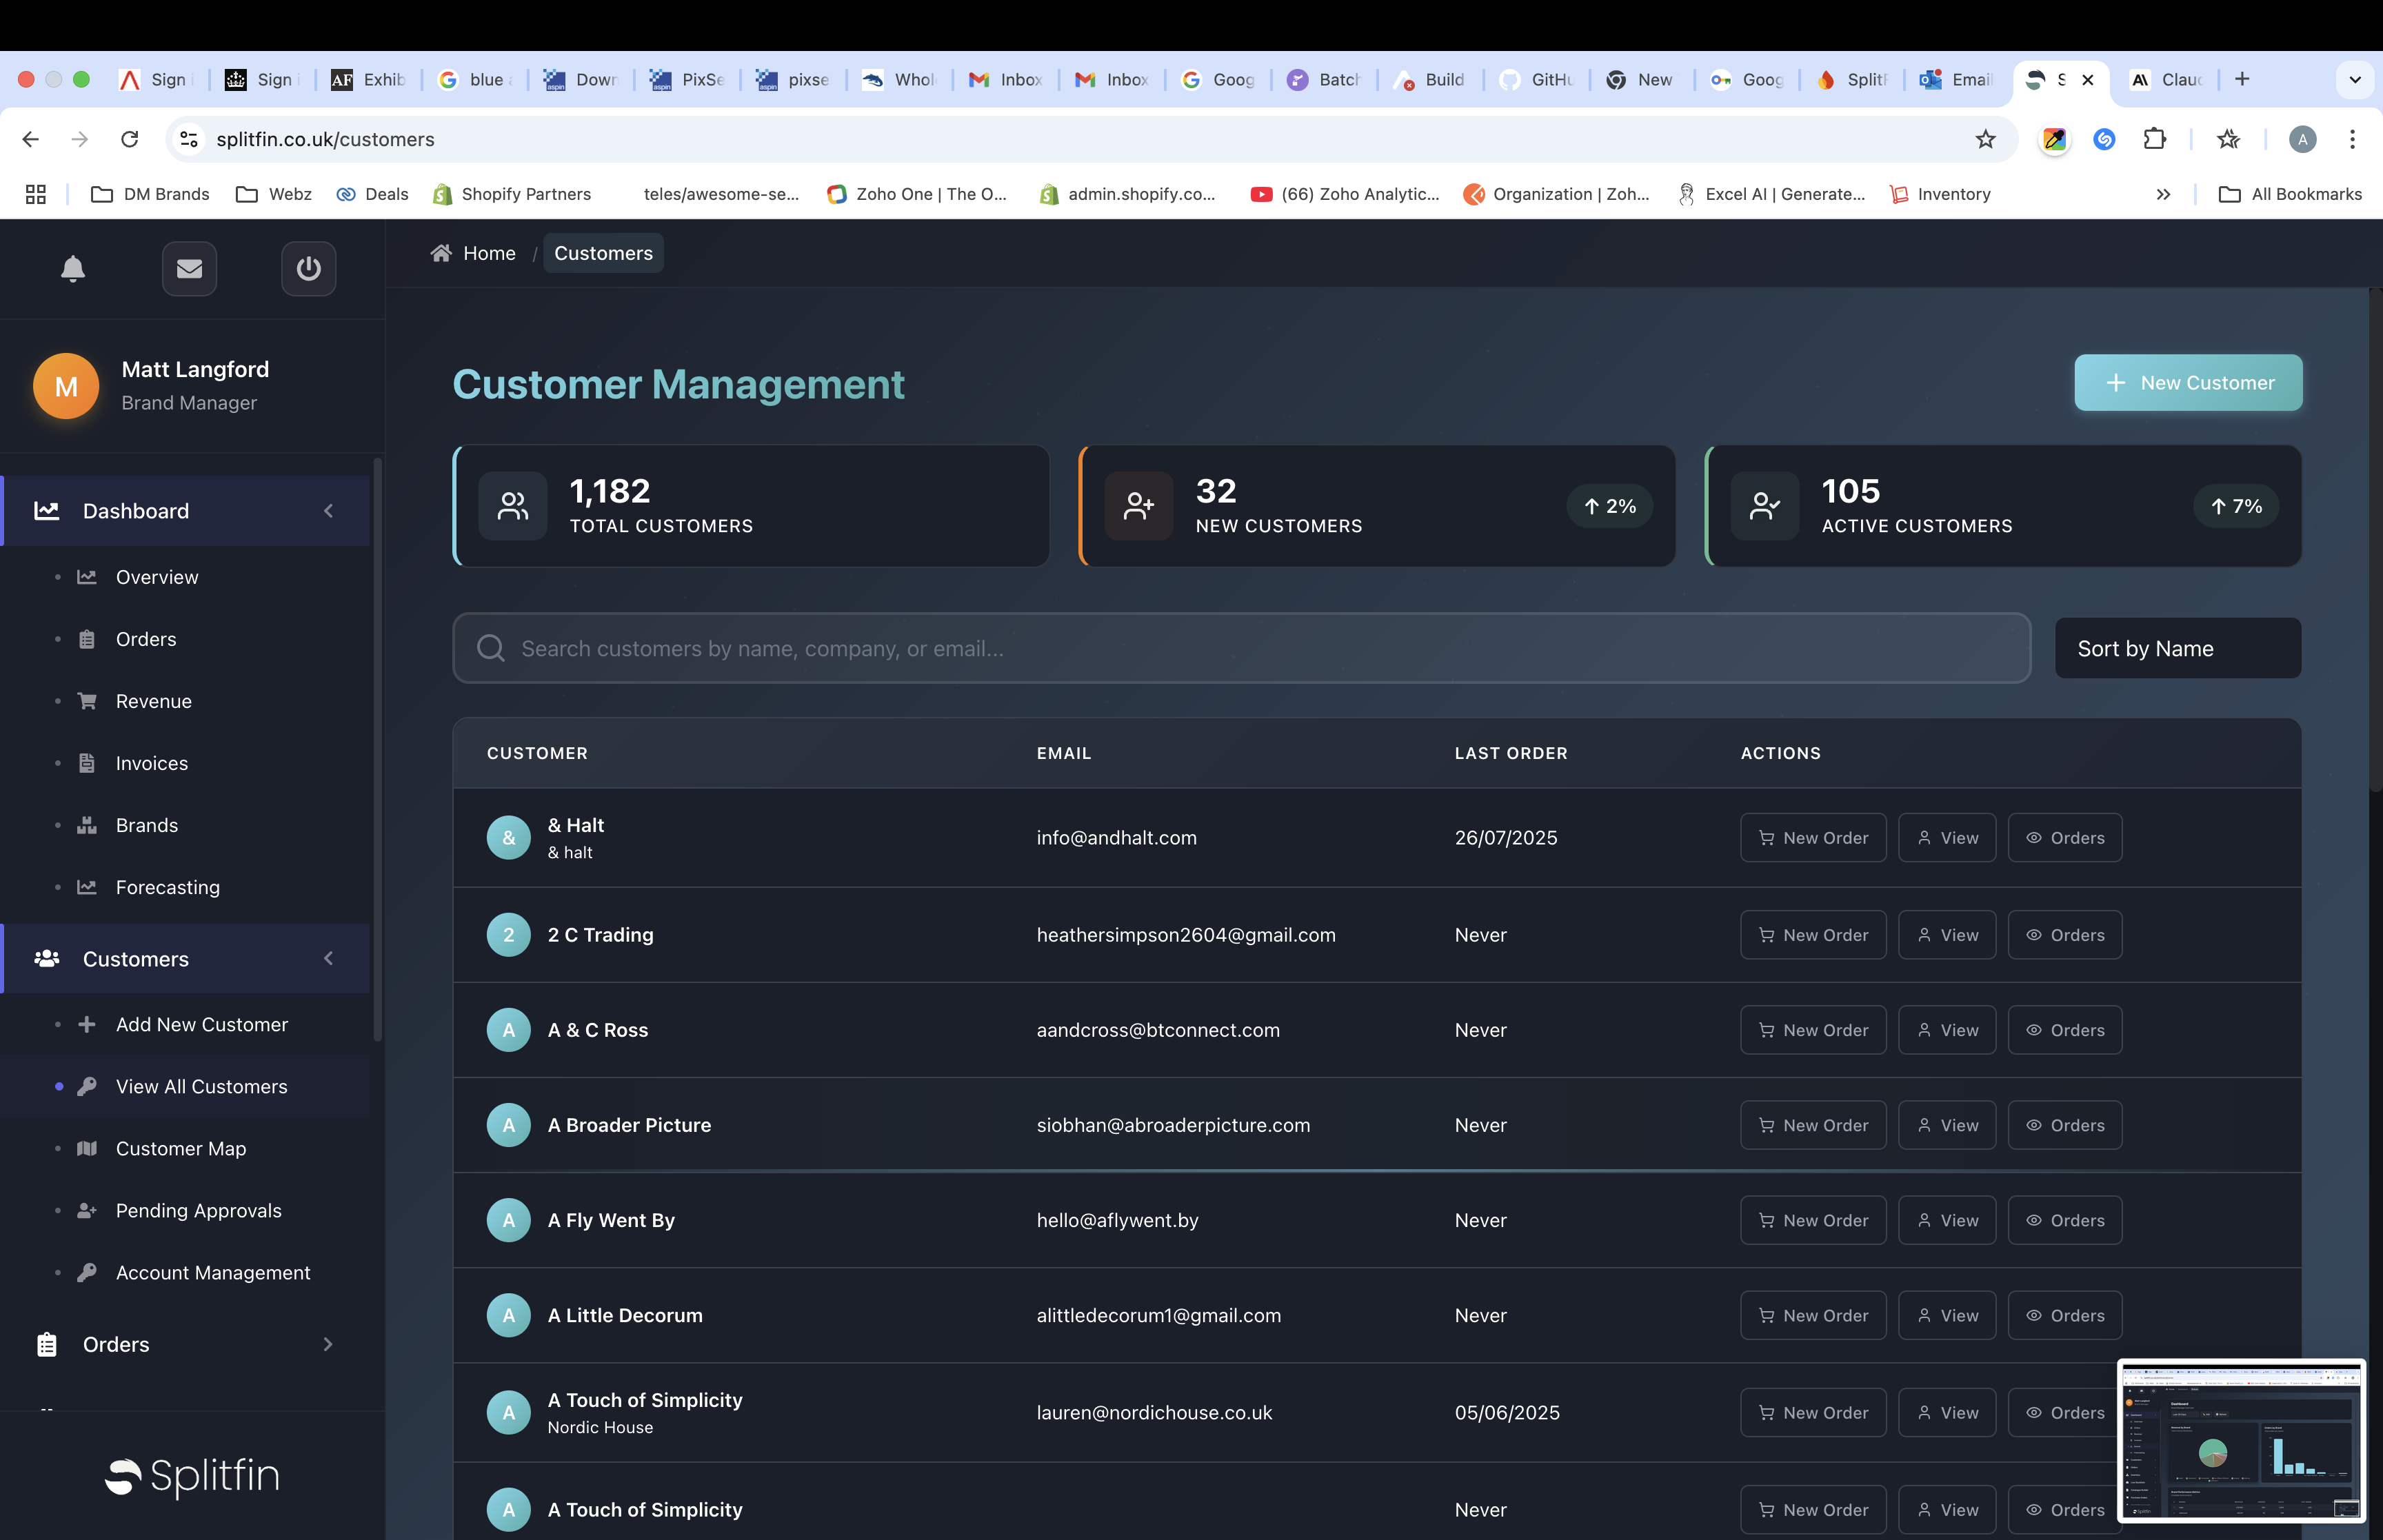 Sign
Sign
AF Exhib
blue
Down
PixSe
pixse
Whol
Inbox
Inbox
Goog
Batch
Build
GitHu
New
Goog
SplitF
Email
S
Clauc
splitfin.co.uk/customers
A
DM Brands
Webz
Deals
Shopify Partners
teles/awesome-se...
Zoho One | The O...
admin.shopify.co...
(66) Zoho Analytic...
Organization | Zoh...
Excel AI | Generate...
Inventory
All Bookmarks
Home / Customers
M
Matt Langford
Brand Manager
Dashboard
Overview
Orders
Revenue
Invoices
Brands
Forecasting
Customers
Add New Customer
View All Customers
Customer Map
Pending Approvals
Account Management
Orders
Splitfin
Customer Management
New Customer
1,182
TOTAL CUSTOMERS
32
NEW CUSTOMERS
2%
105
ACTIVE CUSTOMERS
7%
Search customers by name, company, or email...
Sort by Name
CUSTOMER EMAIL LAST ORDER ACTIONS
& & Halt info@andhalt.com 26/07/2025 New Order View Orders
& halt
2 2 C Trading heathersimpson2604@gmail.com Never New Order View Orders
A A & C Ross aandcross@btconnect.com Never New Order View Orders
A A Broader Picture siobhan@abroaderpicture.com Never New Order View Orders
A A Fly Went By hello@aflywent.by Never New Order View Orders
A A Little Decorum alittledecorum1@gmail.com Never New Order View Orders
A A Touch of Simplicity lauren@nordichouse.co.uk 05/06/2025 New Order View Orders
Nordic House
A A Touch of Simplicity Never New Order View Orders